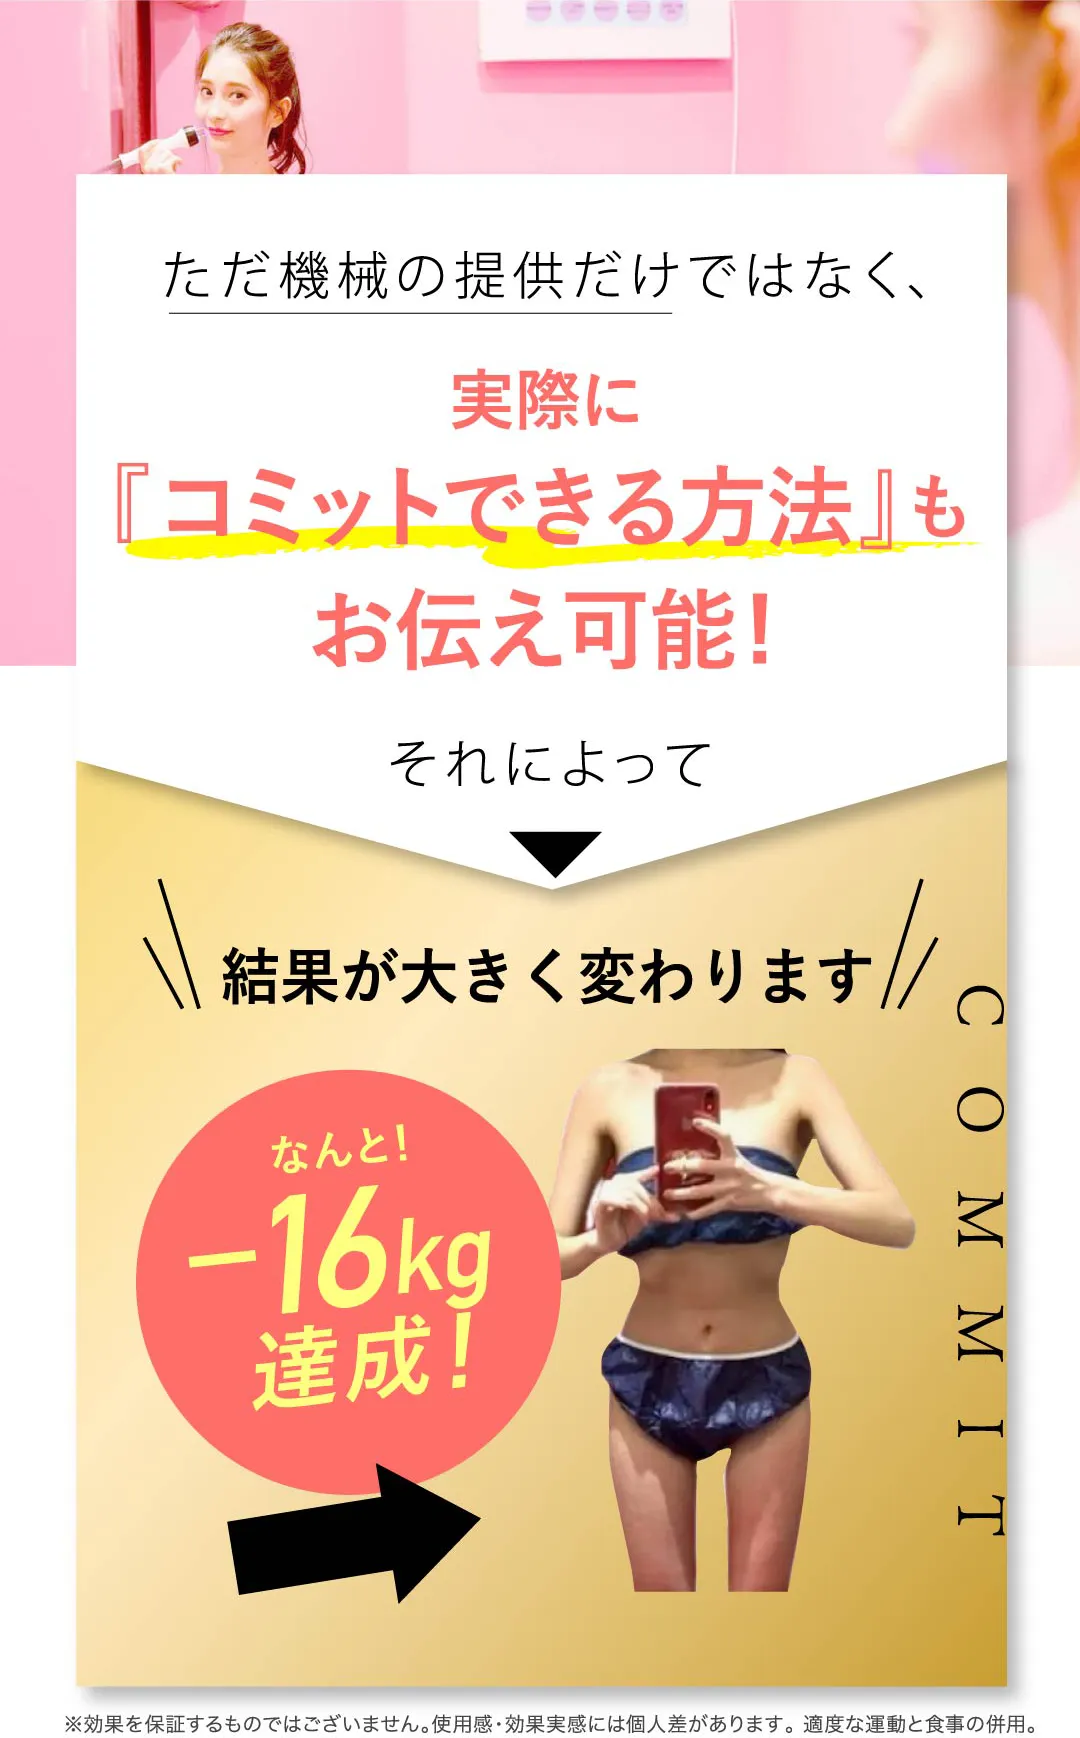 ただ機械の提供だけではなく、
実際に
『コミットできる方法』も
お伝え可能！
それによって
結果が大きく変わります
なんと！
−16kg
達成！
COMMIT
※効果を保証するものではございません。使用感・効果実感には個人差があります。適度な運動と食事の併用。